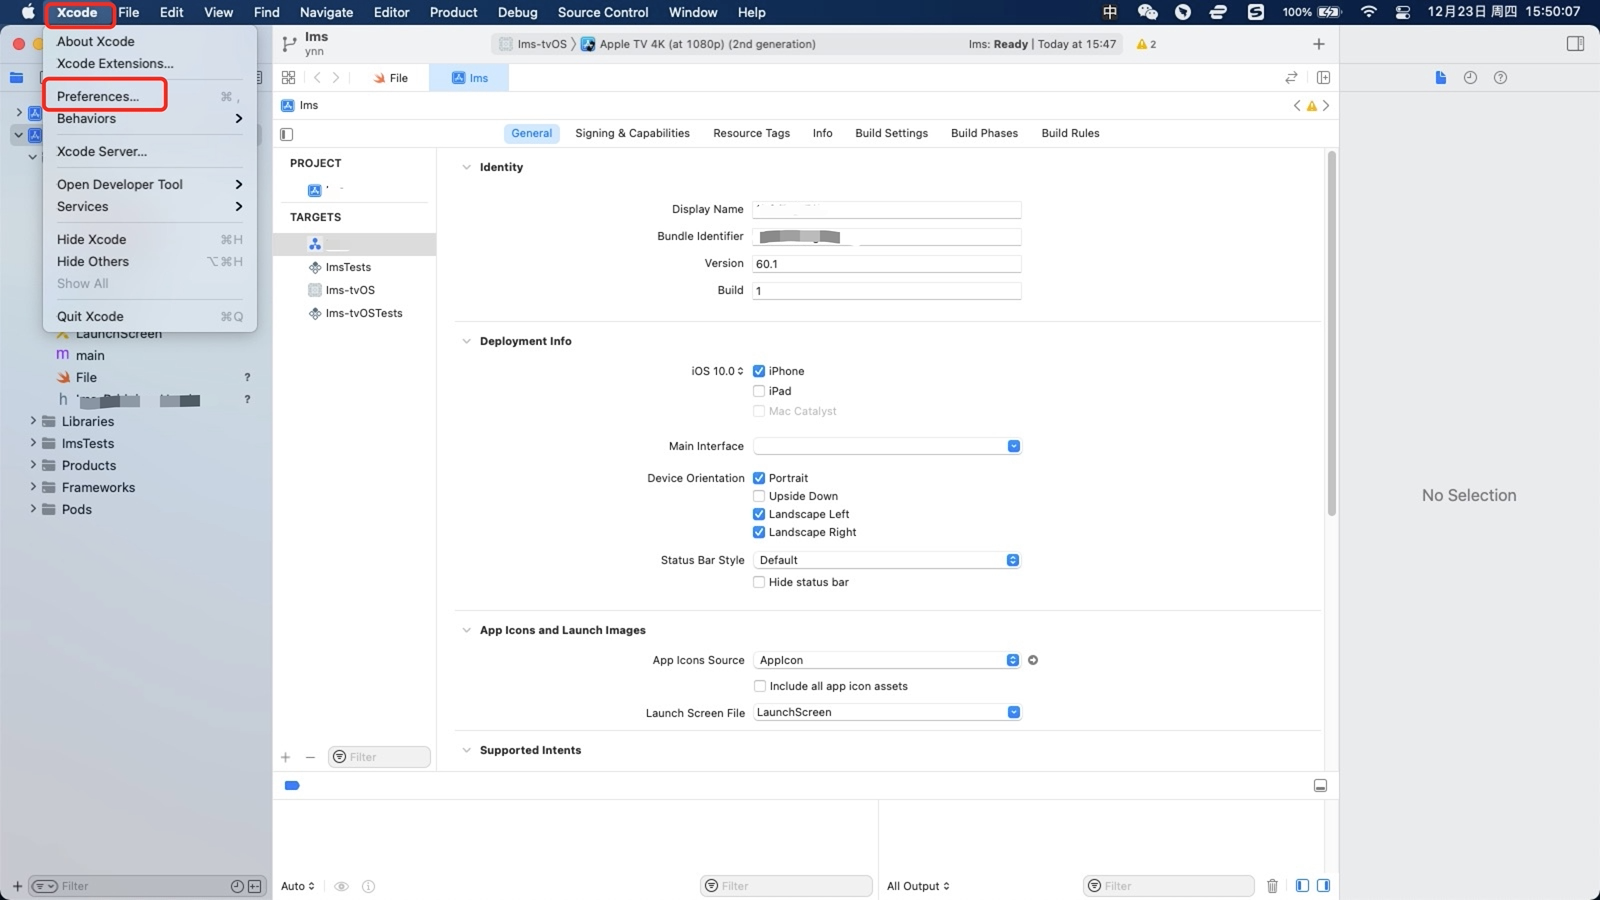 Xcode File Edit View Find Navigate Editor Product Debug Source Control Window Help 中 100% 12月23日 周四 15:50:07
About Xcode
Xcode Extensions...
Preferences... ⌘ ,
Behaviors
Xcode Server...
Open Developer Tool
Services
Hide Xcode ⌘H
Hide Others ⌥⌘H
Show All
Quit Xcode ⌘Q
LaunchScreen
main
File ?
h ?
Libraries
lmsTests
Products
Frameworks
Pods
Filter
lms
ynn
lms-tvOS Apple TV 4K (at 1080p) (2nd generation) lms: Ready | Today at 15:47 2
File lms
lms
General Signing & Capabilities Resource Tags Info Build Settings Build Phases Build Rules
PROJECT
TARGETS
lmsTests
lms-tvOS
lms-tvOSTests
Filter
Identity
Display Name
Bundle Identifier
Version 60.1
Build 1
Deployment Info
iOS 10.0 iPhone
iPad
Mac Catalyst
Main Interface
Device Orientation Portrait
Upside Down
Landscape Left
Landscape Right
Status Bar Style Default
Hide status bar
App Icons and Launch Images
App Icons Source AppIcon
Include all app icon assets
Launch Screen File LaunchScreen
Supported Intents
Auto Filter All Output Filter
No Selection